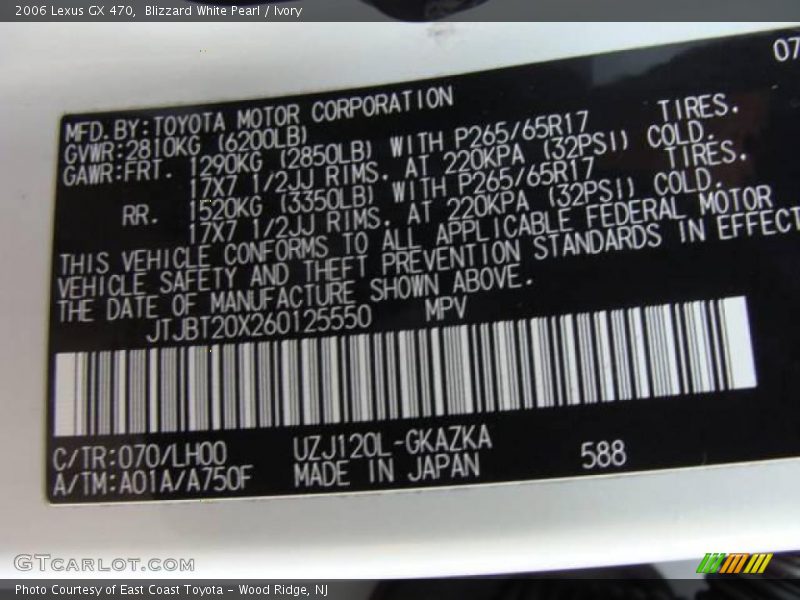 2006 Lexus GX 470,  Blizzard White Pearl / Ivory
07
MFD.BY:TOYOTA MOTOR CORPORATION
GVWR:2810KG (6200LB)
GAWR:FRT. 1290KG (2850LB) WITH P265/65R17 TIRES.
17X7 1/2JJ RIMS. AT 220KPA (32PSI) COLD.
RR. 1520KG (3350LB) WITH P265/65R17 TIRES.
17X7 1/2JJ RIMS. AT 220KPA (32PSI) COLD.
THIS VEHICLE CONFORMS TO ALL APPLICABLE FEDERAL MOTOR
VEHICLE SAFETY AND THEFT PREVENTION STANDARDS IN EFFECT
THE DATE OF MANUFACTURE SHOWN ABOVE.
JTJBT20X260125550 MPV
C/TR:070/LH00 UZJ120L-GKAZKA
A/TM:A01A/A750F MADE IN JAPAN 588
GTCarLot.com
Photo Courtesy of East Coast Toyota - Wood Ridge, NJ